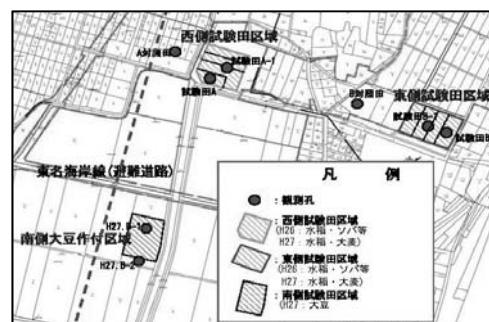 西側試験田区域
A対照田
試験田A-1
試験田A
B対照田
東側試験田区域
試験田B-1
試験田B
東名海岸線(避難道路)
H27.B-1
南側大豆作付区域
H27.B-2
凡 例
:観測孔
:西側試験田区域
(H26:水稲・ソバ等
H27:水稲・大麦)
:東側試験田区域
(H26:水稲・ソバ等
H27:水稲・大麦)
:南側試験田区域
(H27:大豆)